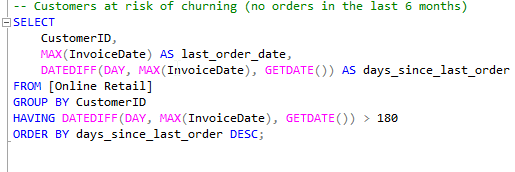 -- Customers at risk of churning (no orders in the last 6 months)
SELECT
    CustomerID,
    MAX(InvoiceDate) AS last_order_date,
    DATEDIFF(DAY, MAX(InvoiceDate), GETDATE()) AS days_since_last_order
FROM [Online Retail]
GROUP BY CustomerID
HAVING DATEDIFF(DAY, MAX(InvoiceDate), GETDATE()) > 180
ORDER BY days_since_last_order DESC;